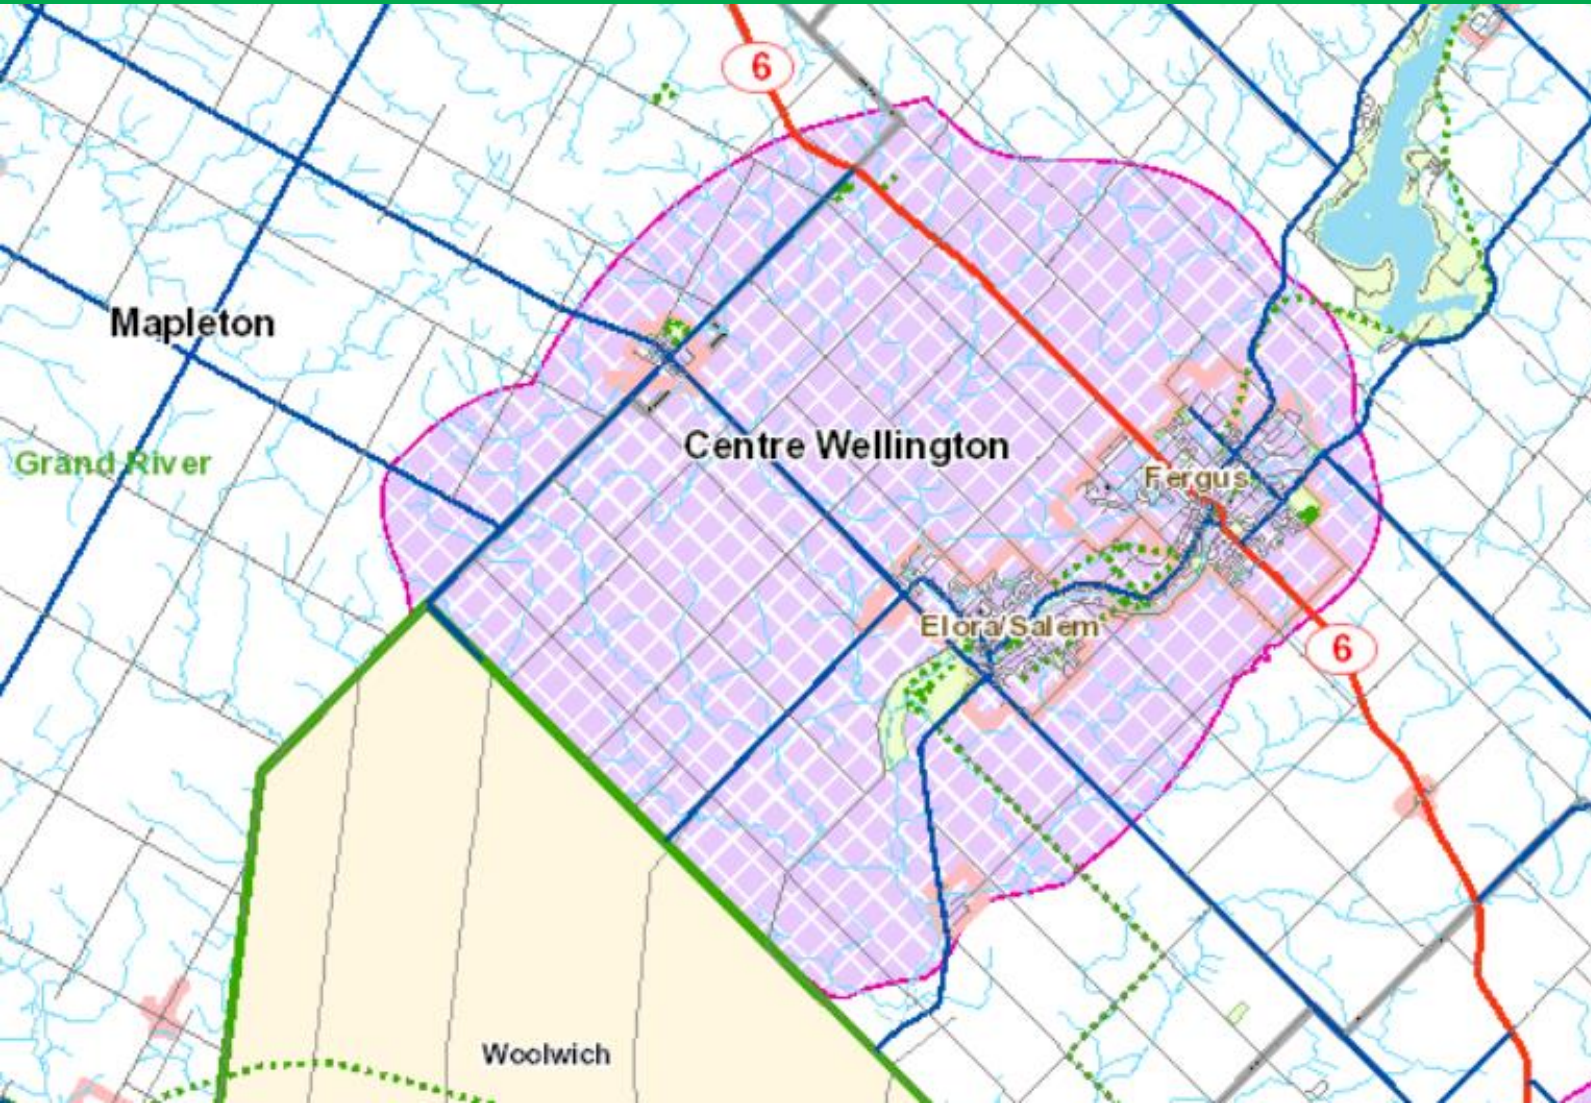 6
Mapleton
Centre Wellington
Grand River
Fergus
Elora/Salem
6
Woolwich